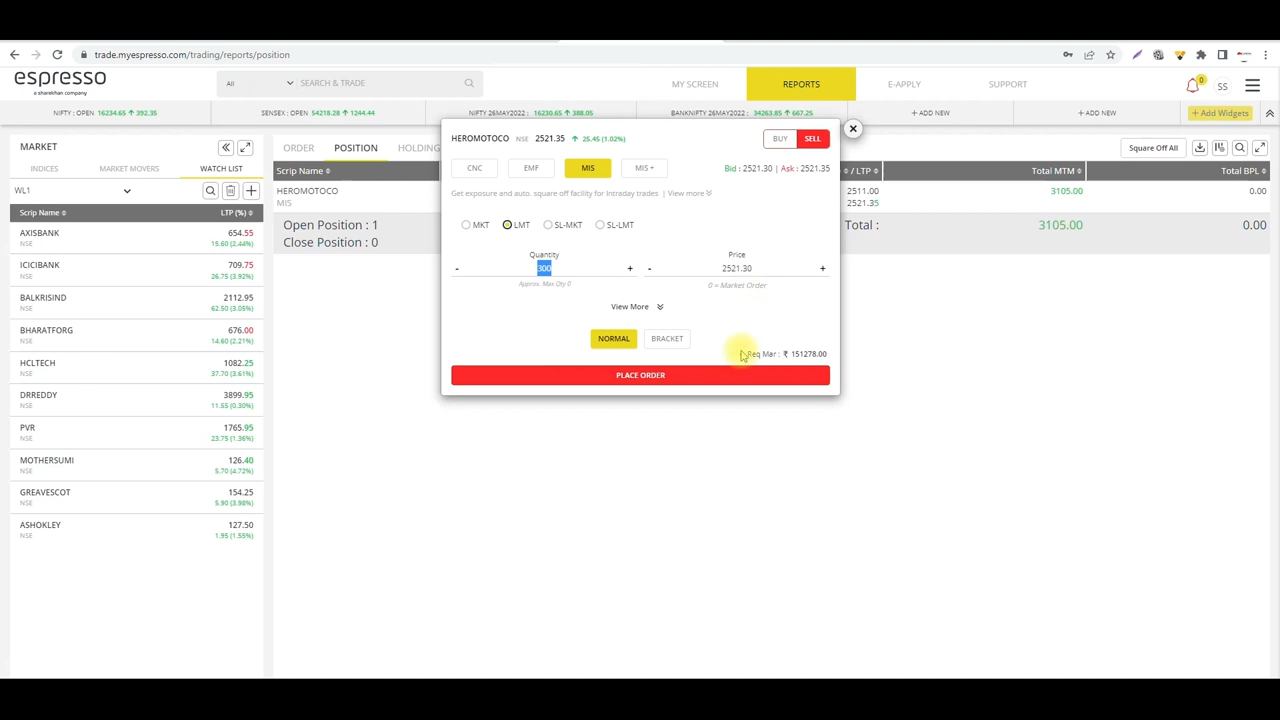 trade.myespresso.com/trading/reports/position
espresso
a sharekhan company
All
SEARCH & TRADE
MY SCREEN
REPORTS
E-APPLY
SUPPORT
0
SS
NIFTY : OPEN 16234.65 ↑ 392.35
SENSEX : OPEN 54218.28 ↑ 1244.44
NIFTY 26MAY2022 : 16230.65 ↑ 388.05
BANKNIFTY 26MAY2022 : 34263.85 ↑ 667.25
+ ADD NEW
+ ADD NEW
+ Add Widgets
MARKET
INDICES
MARKET MOVERS
WATCH LIST
WL1
Scrip Name
LTP (%)
AXISBANK 654.55
NSE 15.60 (2.44%)
ICICIBANK 709.75
NSE 26.75 (3.92%)
BALKRISIND 2112.95
NSE 62.50 (3.05%)
BHARATFORG 676.00
NSE 14.60 (2.21%)
HCLTECH 1082.25
NSE 37.70 (3.61%)
DRREDDY 3899.95
NSE 11.55 (0.30%)
PVR 1765.95
NSE 23.75 (1.36%)
MOTHERSUMI 126.40
NSE 5.70 (4.72%)
GREAVESCOT 154.25
NSE 5.90 (3.98%)
ASHOKLEY 127.50
NSE 1.95 (1.55%)
ORDER
POSITION
HOLDING
Square Off All
Scrip Name
/ LTP
Total MTM
Total BPL
HEROMOTOCO 2511.00 3105.00 0.00
MIS 2521.35
Open Position : 1 Total : 3105.00 0.00
Close Position : 0
HEROMOTOCO NSE 2521.35 ↑ 25.45 (1.02%)
BUY
SELL
CNC
EMF
MIS
MIS +
Bid : 2521.30 | Ask : 2521.35
Get exposure and auto. square off facility for Intraday trades | View more
MKT
LMT
SL-MKT
SL-LMT
Quantity
Price
- 300 +
- 2521.30 +
Approx. Max Qty 0
0 = Market Order
View More
NORMAL
BRACKET
Req Mar : ₹ 151278.00
PLACE ORDER